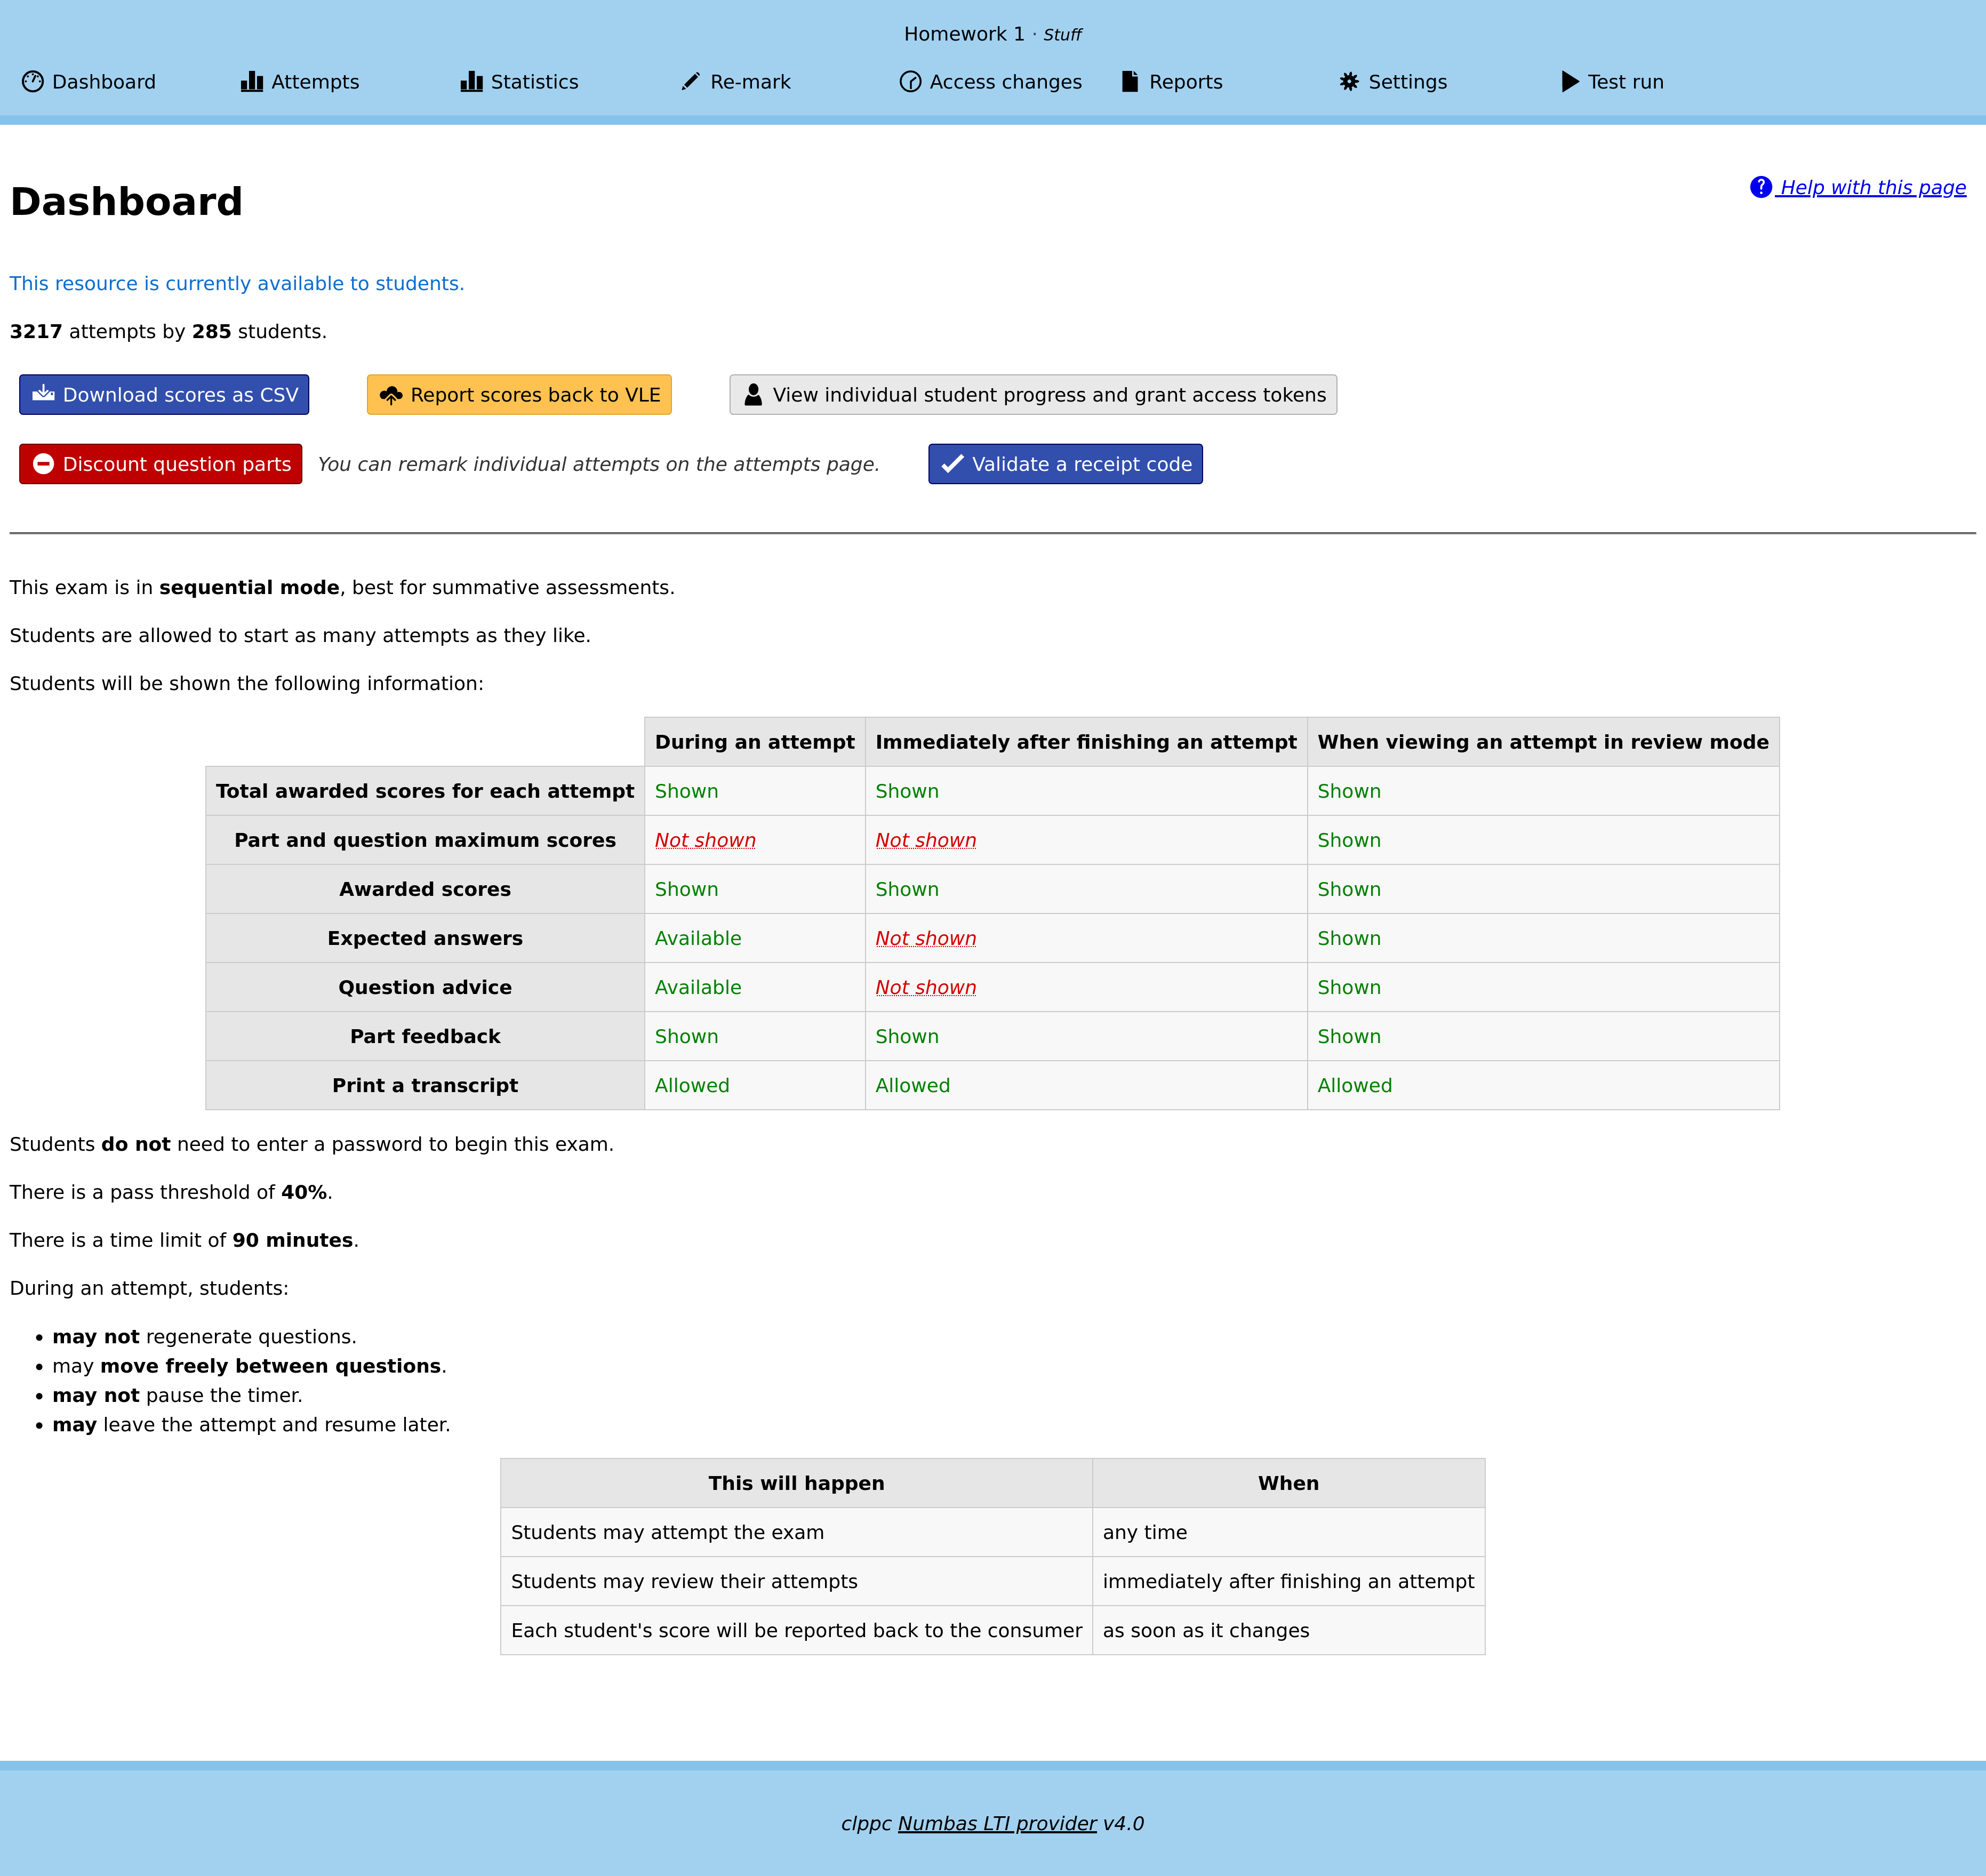 Homework 1 · Stuff
Dashboard Attempts Statistics Re-mark Access changes Reports Settings Test run
Dashboard
Help with this page
This resource is currently available to students.
3217 attempts by 285 students.
Download scores as CSV Report scores back to VLE View individual student progress and grant access tokens
Discount question parts You can remark individual attempts on the attempts page. Validate a receipt code
This exam is in sequential mode, best for summative assessments.
Students are allowed to start as many attempts as they like.
Students will be shown the following information:
During an attempt Immediately after finishing an attempt When viewing an attempt in review mode
Total awarded scores for each attempt Shown Shown Shown
Part and question maximum scores Not shown Not shown Shown
Awarded scores Shown Shown Shown
Expected answers Available Not shown Shown
Question advice Available Not shown Shown
Part feedback Shown Shown Shown
Print a transcript Allowed Allowed Allowed
Students do not need to enter a password to begin this exam.
There is a pass threshold of 40%.
There is a time limit of 90 minutes.
During an attempt, students:
• may not regenerate questions.
• may move freely between questions.
• may not pause the timer.
• may leave the attempt and resume later.
This will happen When
Students may attempt the exam any time
Students may review their attempts immediately after finishing an attempt
Each student's score will be reported back to the consumer as soon as it changes
clppc Numbas LTI provider v4.0